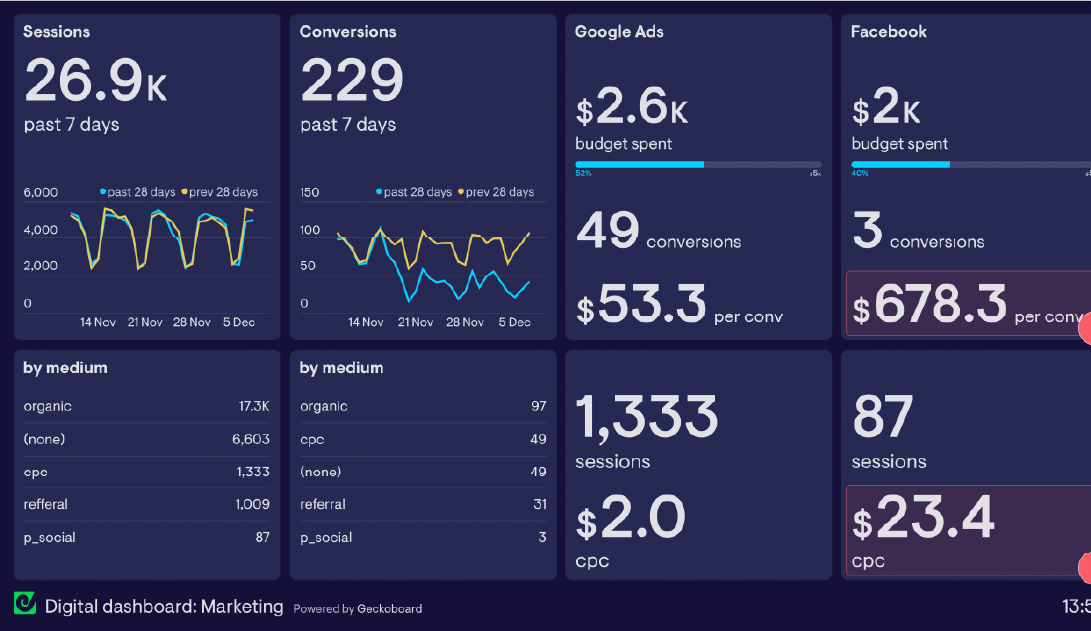 Sessions
26.9K
past 7 days
6,000
past 28 days
prev 28 days
4,000
2,000
0
14 Nov
21 Nov
28 Nov
5 Dec
Conversions
229
past 7 days
150
past 28 days
prev 28 days
100
50
0
14 Nov
21 Nov
28 Nov
5 Dec
Google Ads
$2.6K
budget spent
52%
$5K
49 conversions
$53.3 per conv
Facebook
$2K
budget spent
40%
3 conversions
$678.3 per conv
by medium
organic 17.3K
(none) 6,603
cpc 1,333
refferal 1,009
p_social 87
by medium
organic 97
cpc 49
(none) 49
referral 31
p_social 3
1,333
sessions
$2.0
cpc
87
sessions
$23.4
cpc
Digital dashboard: Marketing Powered by Geckoboard